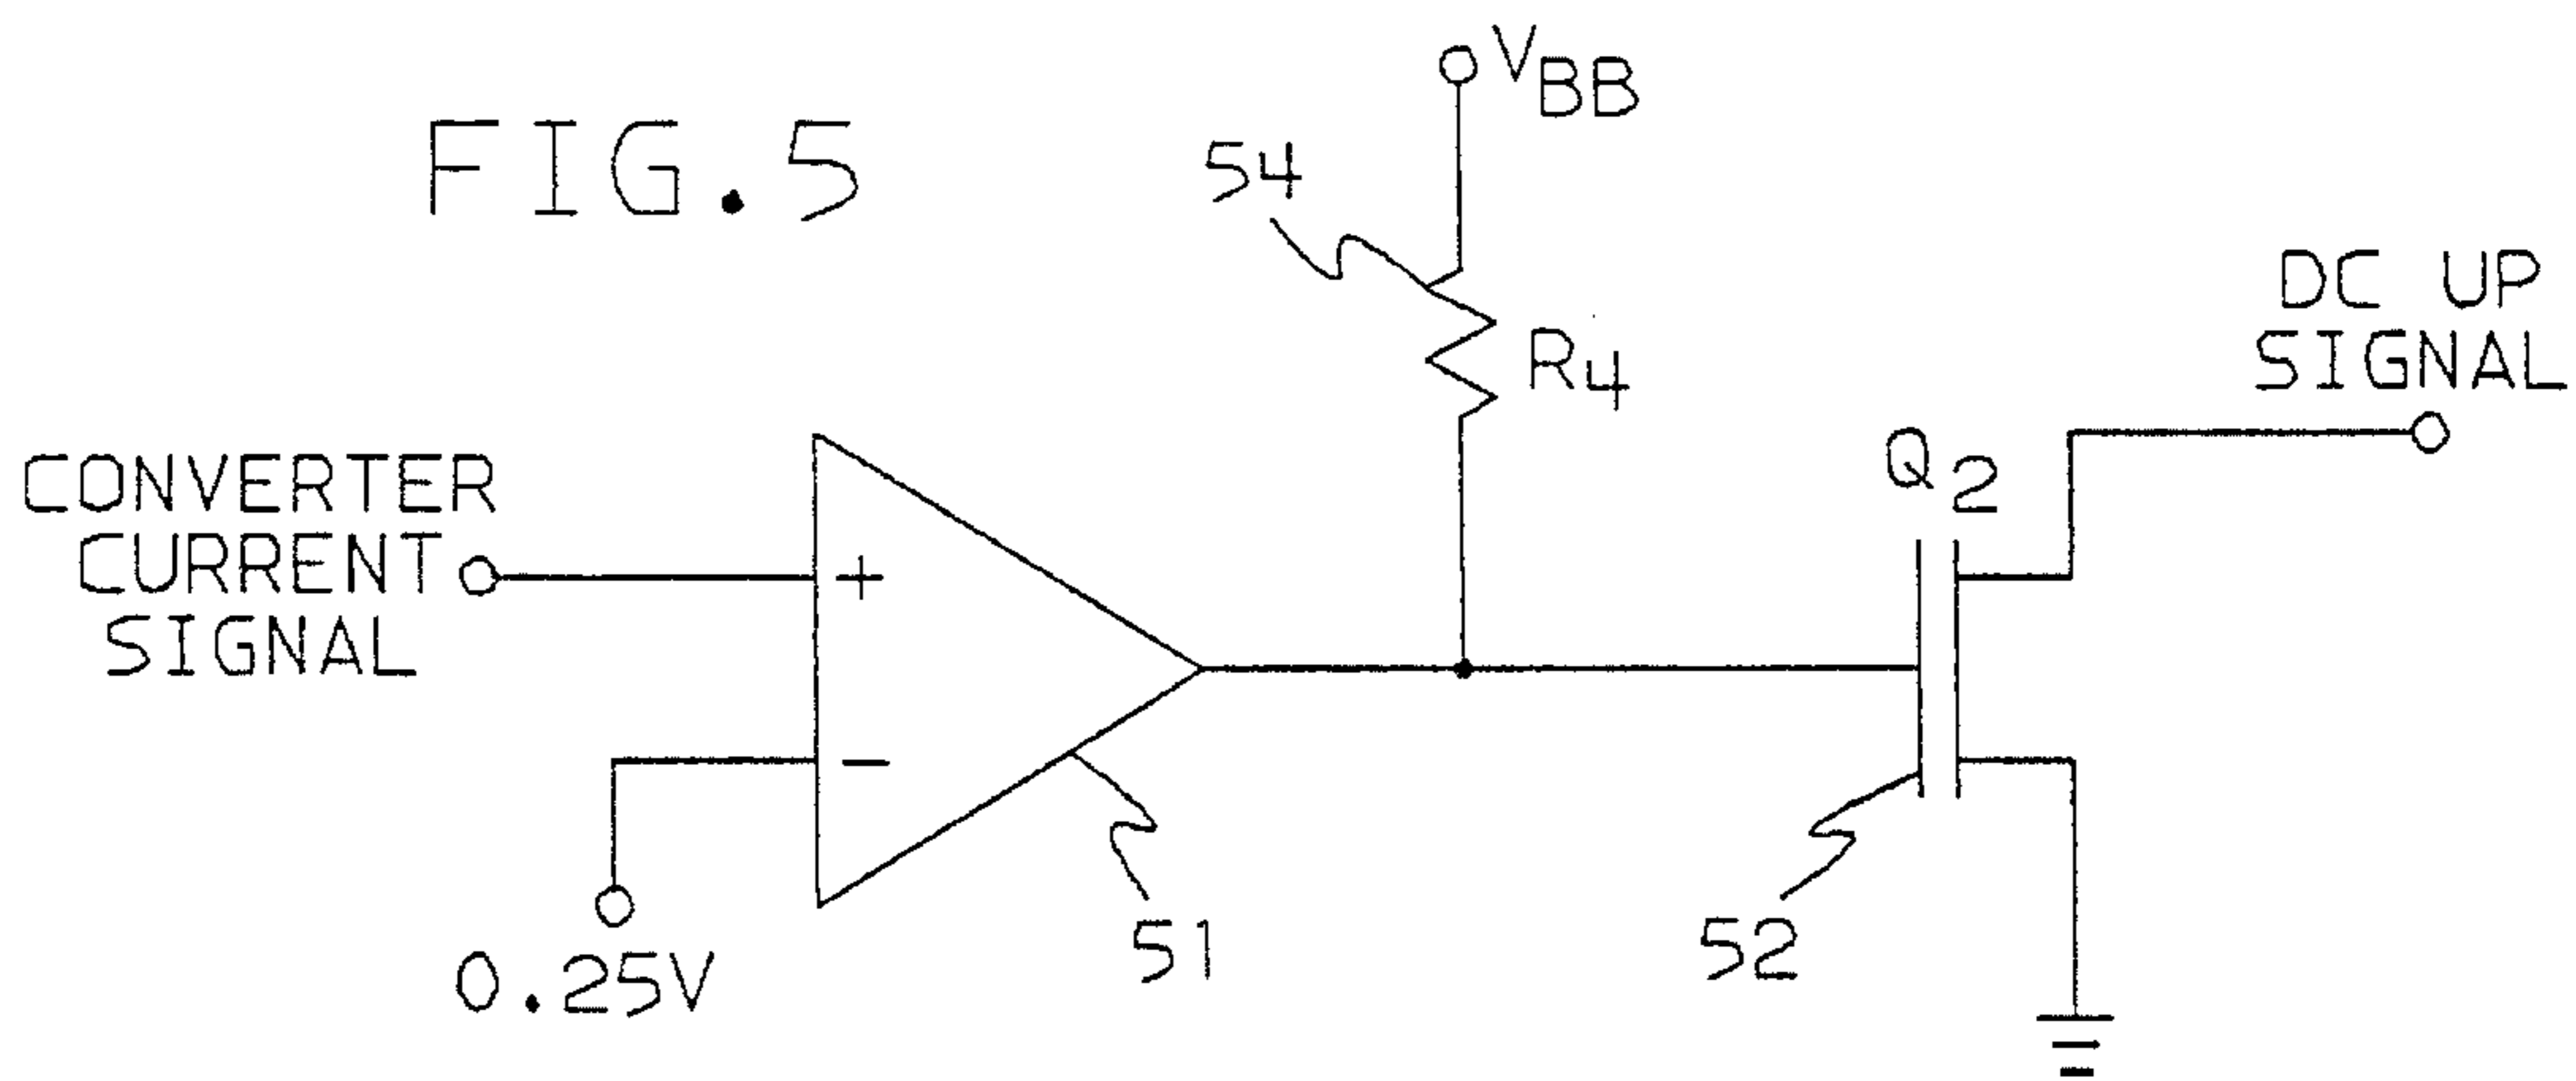 FIG.5
VBB
54
R4
DC UP
SIGNAL
Q2
CONVERTER
CURRENT
SIGNAL
+
-
0.25V
51
52